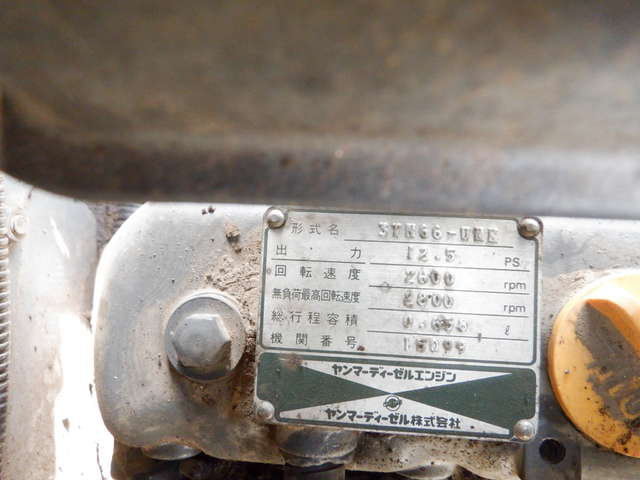 形式名 3TN66-URE
出力 12.5 PS
回転速度 2600 rpm
無負荷最高回転速度 2800 rpm
総行程容積 ℓ
機関番号
ヤンマーディーゼルエンジン
ヤンマーディーゼル株式会社